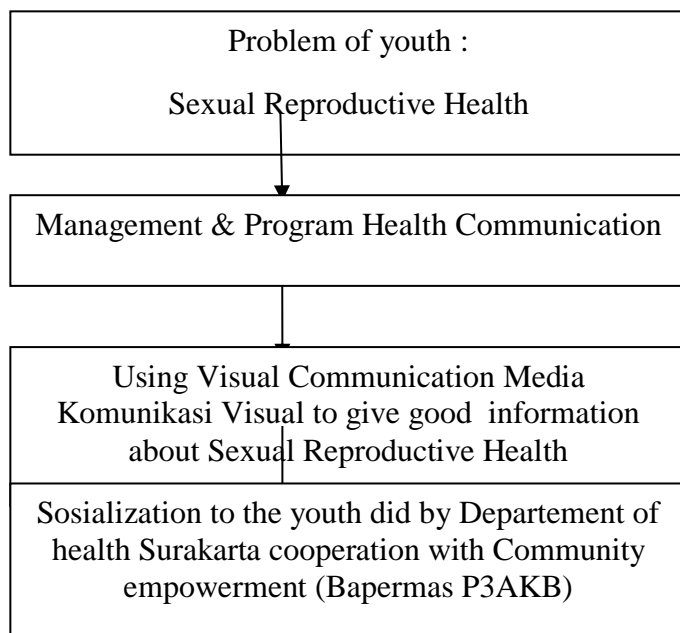 Problem of youth :
Sexual Reproductive Health
Management & Program Health Communication
Using Visual Communication Media
Komunikasi Visual to give good information
about Sexual Reproductive Health
Sosialization to the youth did by Departement of
health Surakarta cooperation with Community
empowerment (Bapermas P3AKB)